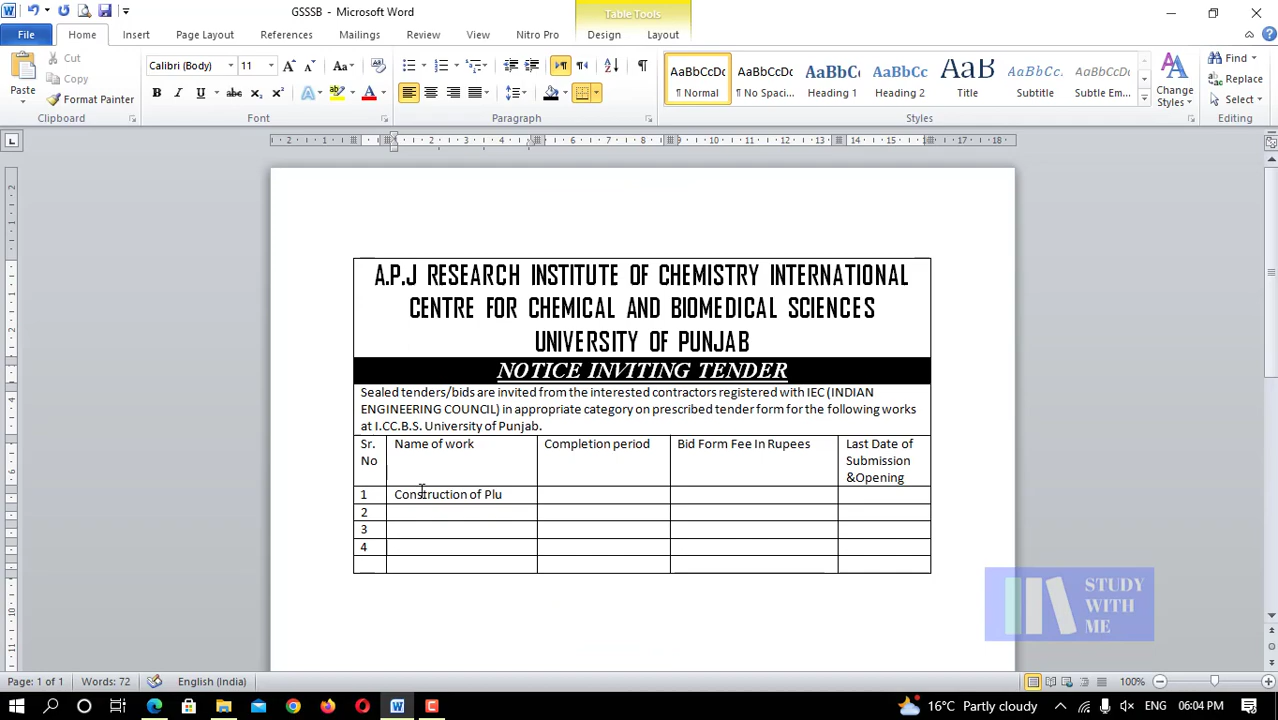 GSSSB - Microsoft Word
Table Tools
File Home Insert Page Layout References Mailings Review View Nitro Pro Design Layout
Cut
Copy
Format Painter
Paste
Calibri (Body) 11
AaBbCcDc AaBbCcDc AaBbCc AaBbCc AaB AaBbCc. AaBbCcDc
¶ Normal ¶ No Spaci... Heading 1 Heading 2 Title Subtitle Subtle Em...
Change Styles
Find
Replace
Select
Clipboard Font Paragraph Styles Editing
A.P.J RESEARCH INSTITUTE OF CHEMISTRY INTERNATIONAL
CENTRE FOR CHEMICAL AND BIOMEDICAL SCIENCES
UNIVERSITY OF PUNJAB
NOTICE INVITING TENDER
Sealed tenders/bids are invited from the interested contractors registered with IEC (INDIAN
ENGINEERING COUNCIL) in appropriate category on prescribed tender form for the following works
at I.CC.B.S. University of Punjab.
Sr. Name of work Completion period Bid Form Fee In Rupees Last Date of
No Submission
&Opening
1 Construction of Plu
2
3
4
STUDY
WITH
ME
Page: 1 of 1 Words: 72 English (India) 100%
16°C Partly cloudy ENG 06:04 PM